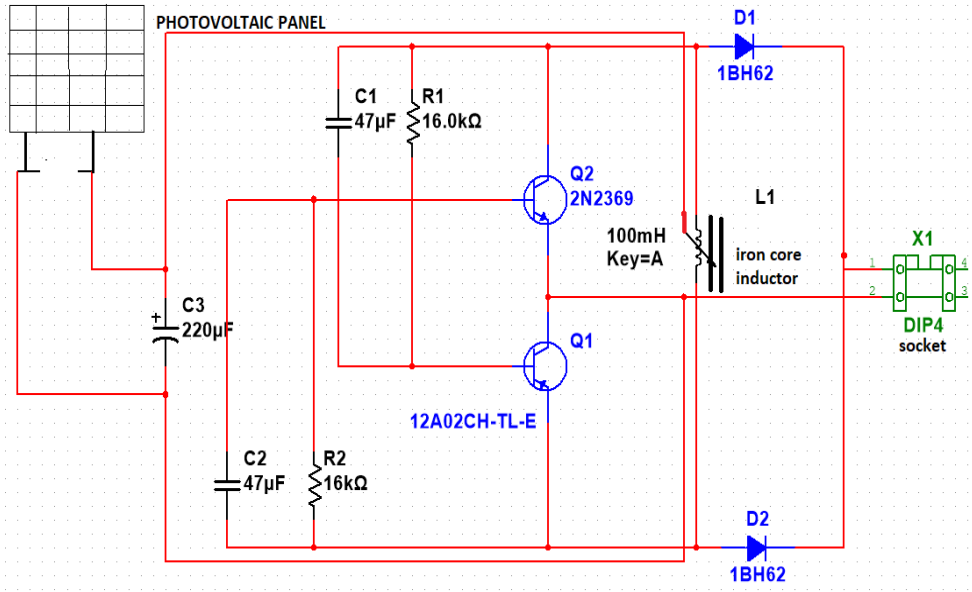 PHOTOVOLTAIC PANEL
D1
1BH62
C1
47µF
R1
16.0kΩ
Q2
2N2369
L1
100mH
Key=A
iron core
inductor
X1
1
4
2
3
DIP4
socket
+
C3
220µF
Q1
12A02CH-TL-E
C2
47µF
R2
16kΩ
D2
1BH62